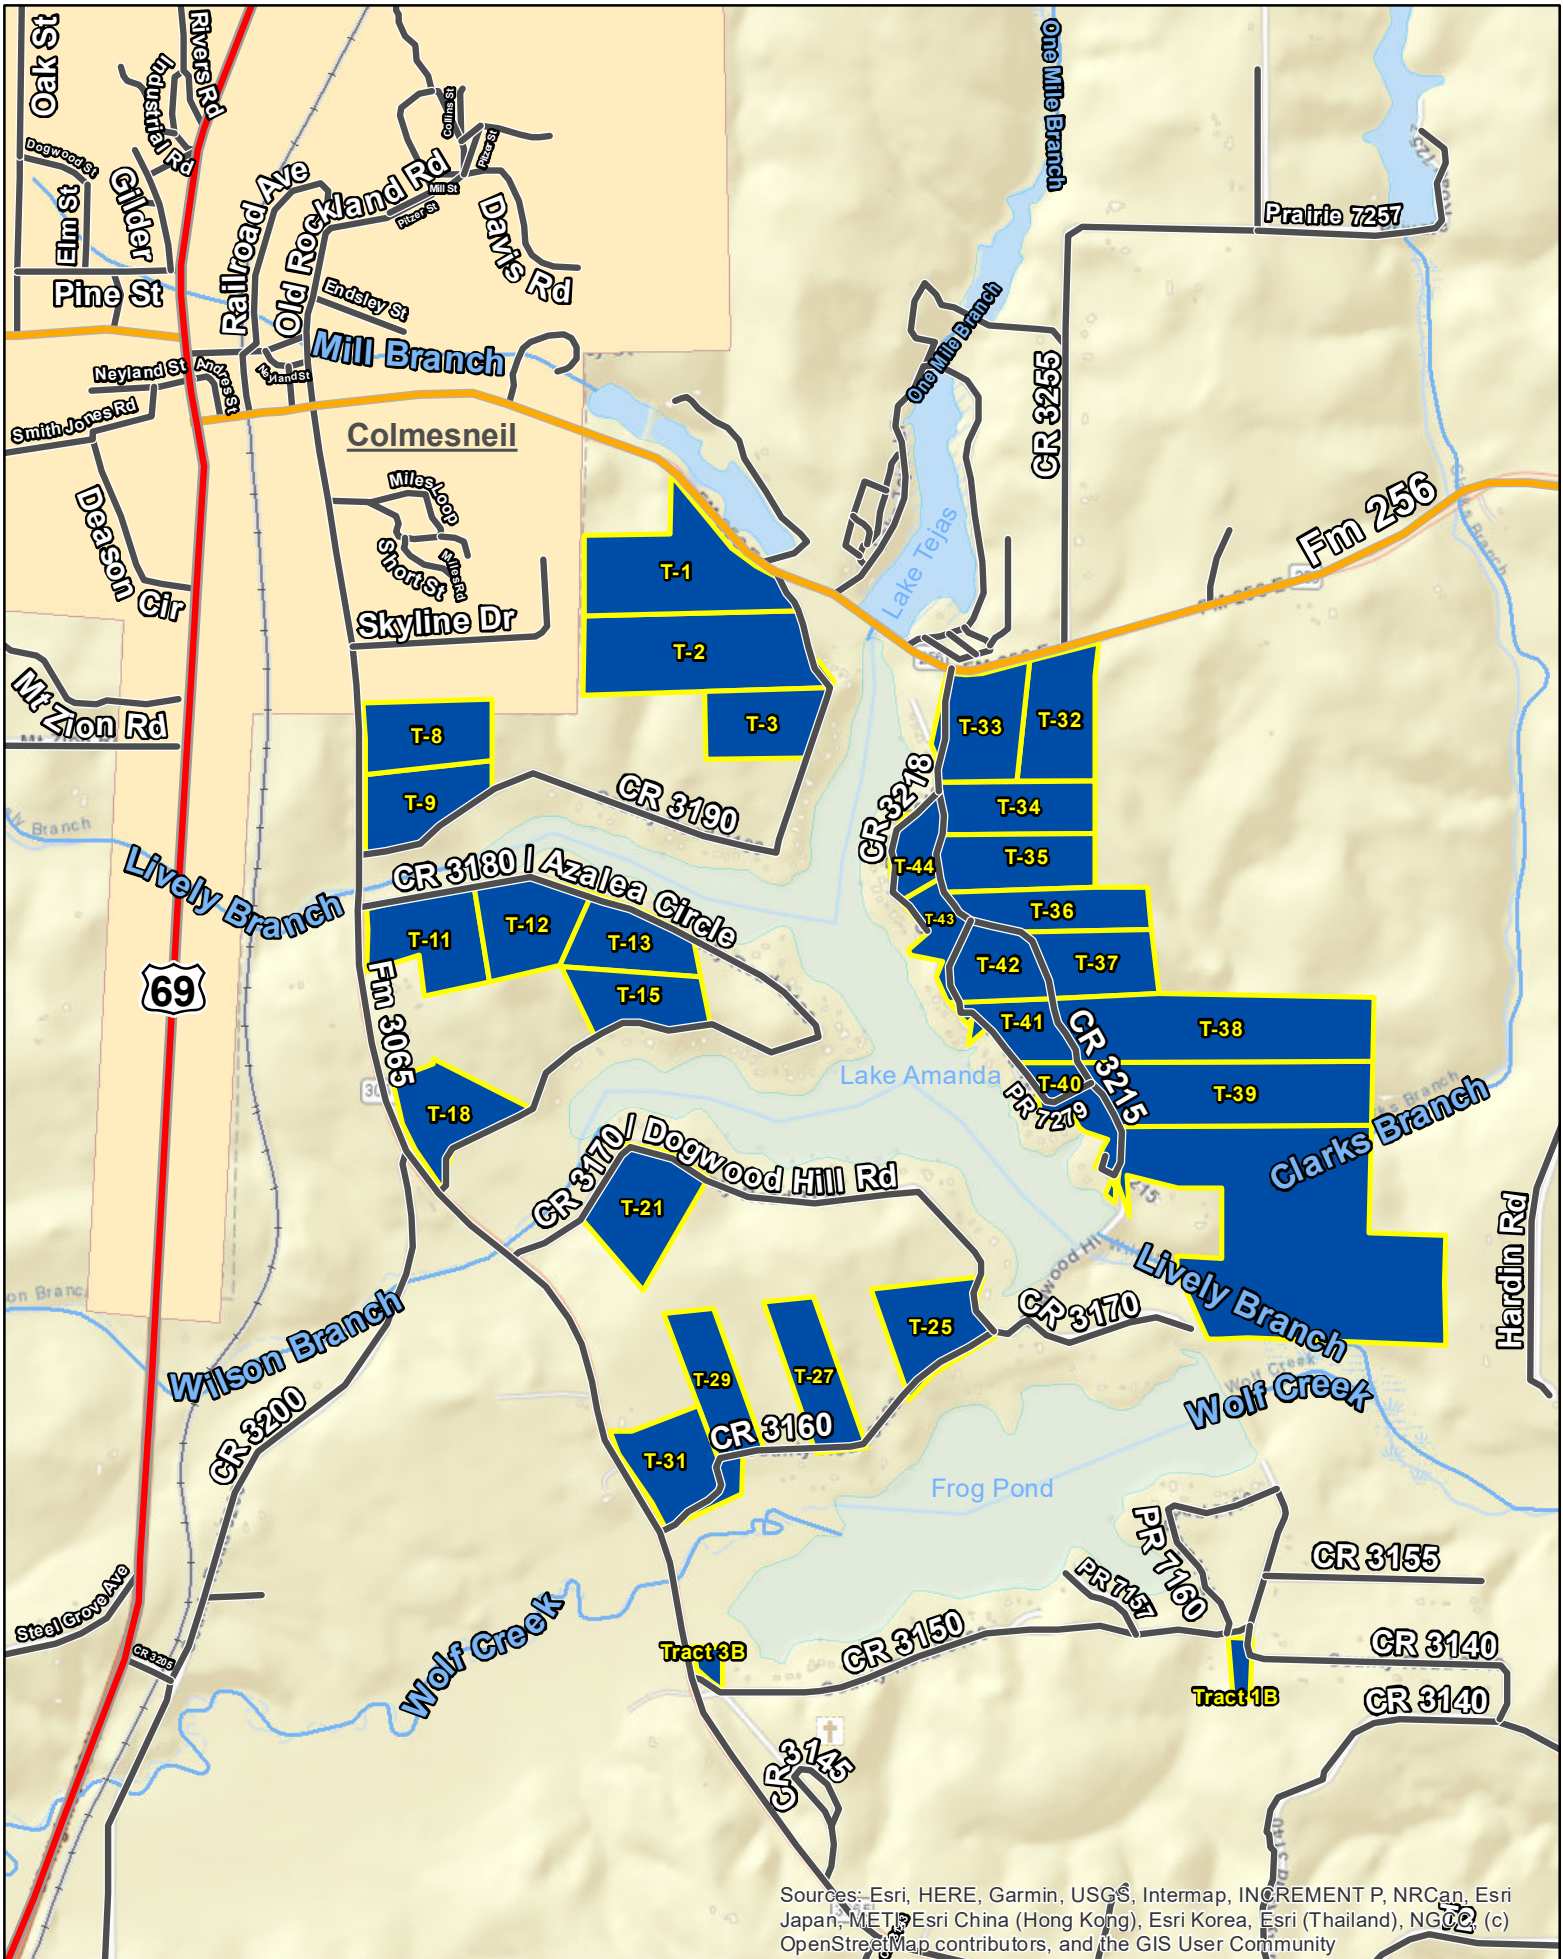 Oak St
Rivers Rd
Industrial Rd
Dogwood St
Elm St
Gilder
Pine St
Railroad Ave
Old Rockland Rd
Collins St
Pitzer St
Mill St
Pitzer St
Davis Rd
Endsley St
Mill Branch
One Mile Branch
One Mile Branch
Prairie 7257
CR 3255
Neyland St
Andress St
Neyland St
Smith Jones Rd
Colmesneil
Miles Loop
Short St
Miles Rd
Skyline Dr
Deason Cir
Mt Zion Rd
Lake Tejas
Fm 256
T-1
T-2
T-3
T-8
T-9
CR 3190
CR 3218
T-33
T-32
T-34
T-35
T-44
T-43
T-36
T-42
T-37
T-41
T-38
T-40
T-39
CR 3215
PR 7279
Lively Branch
CR 3180 | Azalea Circle
T-11
T-12
T-13
T-15
69
Fm 3065
T-18
Lake Amanda
Clarks Branch
CR 3170 / Dogwood Hill Rd
T-21
T-25
CR 3170
Lively Branch
Hardin Rd
Wilson Branch
T-29
T-27
T-31
CR 3160
Wolf Creek
Wolf Creek
CR 3200
Frog Pond
PR 7160
PR 7157
CR 3155
Steel Grove Ave
CR 3205
Wolf Creek
Tract 3B
CR 3150
Tract 1B
CR 3140
CR 3140
CR 3145
Sources: Esri, HERE, Garmin, USGS, Intermap, INCREMENT P, NRCan, Esri
Japan, METI, Esri China (Hong Kong), Esri Korea, Esri (Thailand), NGCC, (c)
OpenStreetMap contributors, and the GIS User Community